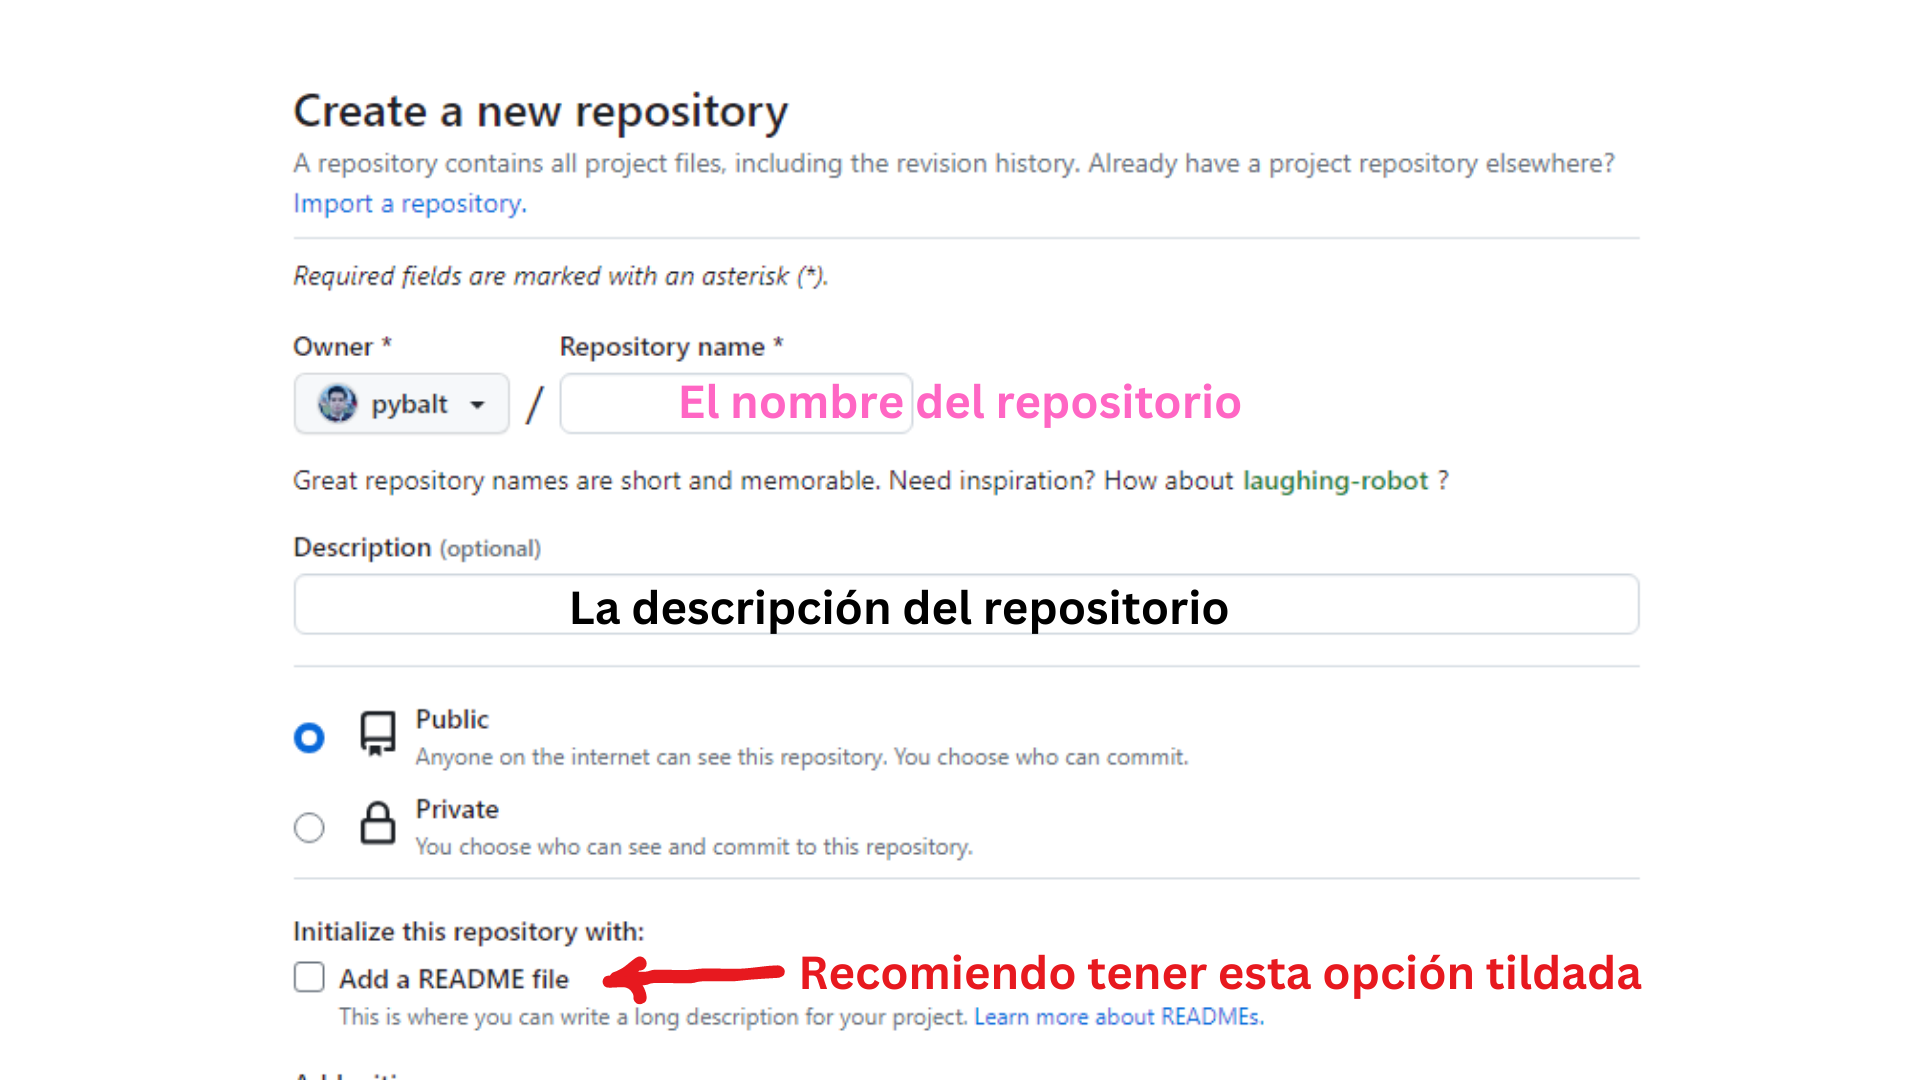 Create a new repository
A repository contains all project files, including the revision history. Already have a project repository elsewhere?
Import a repository.
Required fields are marked with an asterisk (*).
Owner *
Repository name *
pybalt
/
El nombre del repositorio
Great repository names are short and memorable. Need inspiration? How about laughing-robot ?
Description (optional)
La descripción del repositorio
Public
Anyone on the internet can see this repository. You choose who can commit.
Private
You choose who can see and commit to this repository.
Initialize this repository with:
Add a README file
Recomiendo tener esta opción tildada
This is where you can write a long description for your project. Learn more about READMEs.